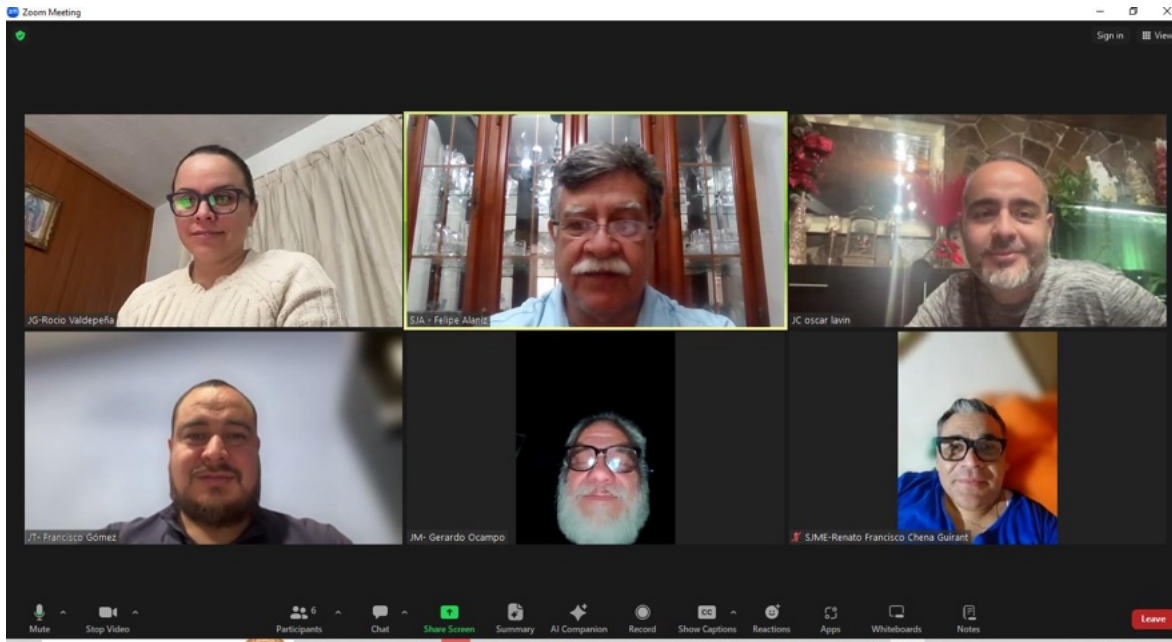 Zoom Meeting
Sign in
View
JG-Rocio Valdepeña
SJA - Felipe Alaniz
JC oscar lavin
JT- Francisco Gómez
JM- Gerardo Ocampo
SJME-Renato Francisco Chena Guirant
6
CC
Mute
Stop Video
Participants
Chat
Share Screen
Summary
AI Companion
Record
Show Captions
Reactions
Apps
Whiteboards
Notes
Leave